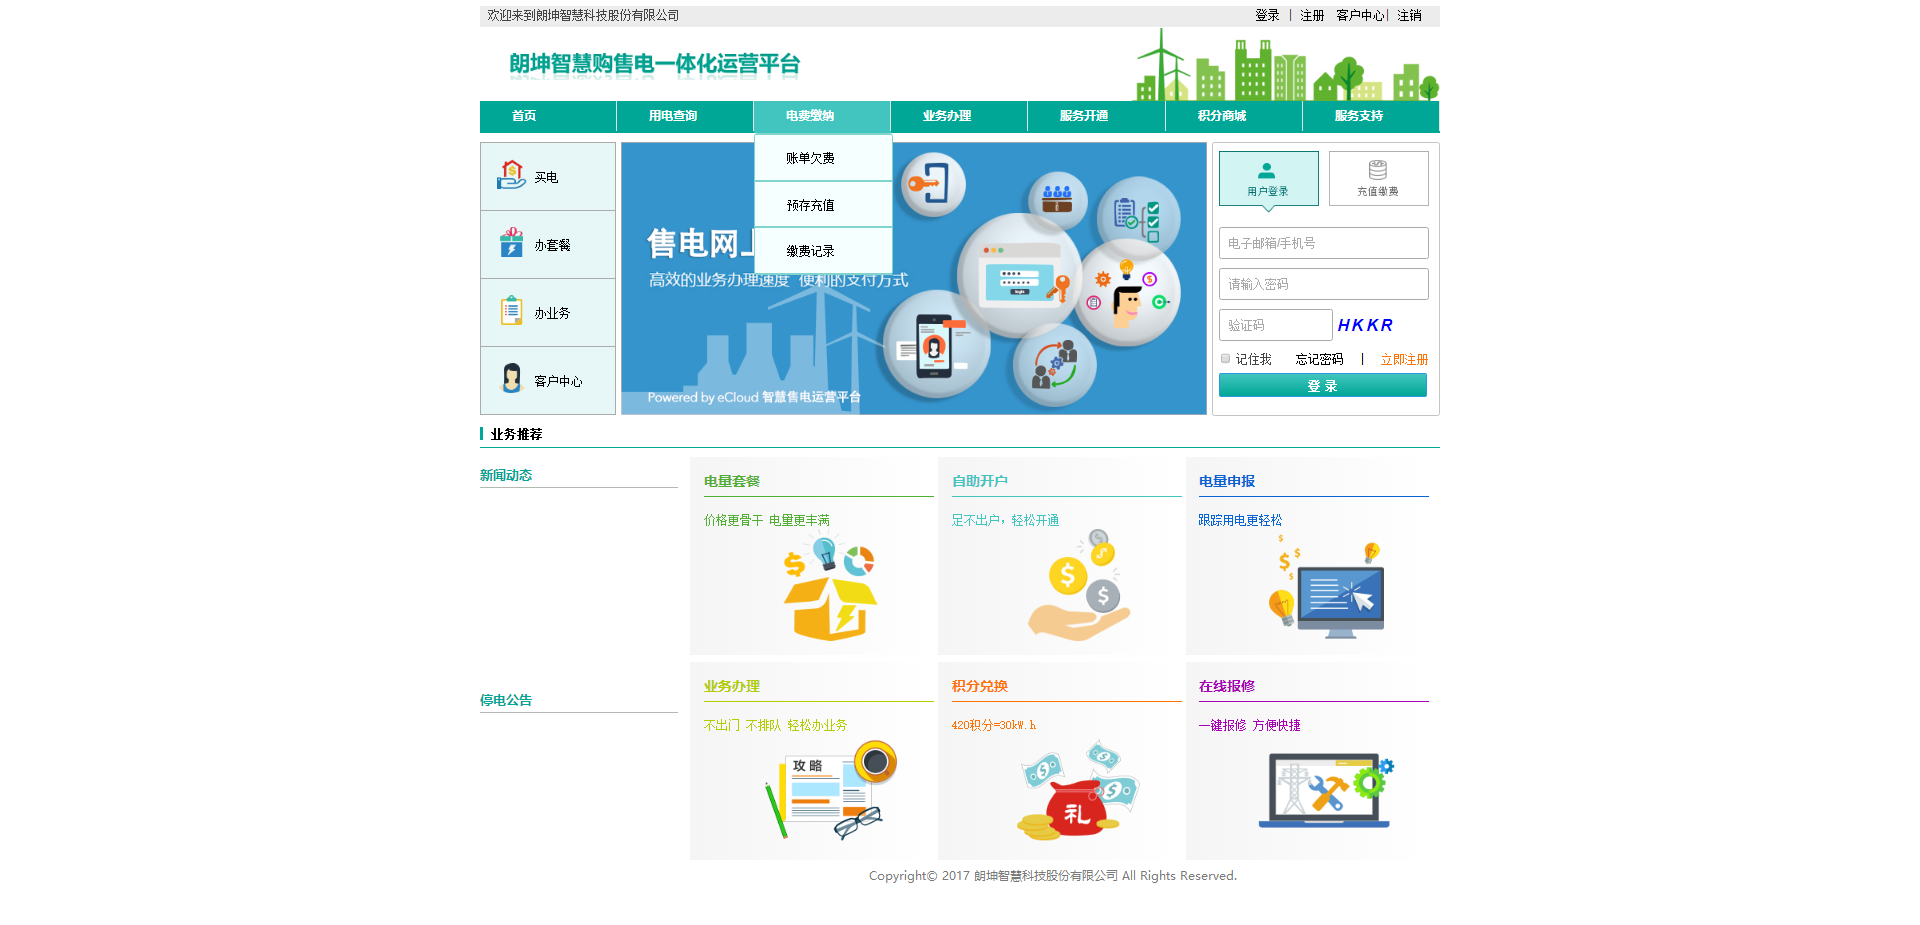 欢迎来到朗坤智慧科技股份有限公司
登录 | 注册 客户中心| 注销
朗坤智慧购售电一体化运营平台
首页 用电查询 电费缴纳 业务办理 服务开通 积分商城 服务支持
账单欠费
预存充值
缴费记录
买电
办套餐
办业务
客户中心
售电网上
高效的业务办理速度 便利的支付方式
Powered by eCloud 智慧售电运营平台
用户登录 充值缴费
电子邮箱/手机号
请输入密码
验证码 HKKR
记住我 忘记密码 | 立即注册
登 录
业务推荐
新闻动态
停电公告
电量套餐
价格更骨干 电量更丰满
自助开户
足不出户，轻松开通
电量申报
跟踪用电更轻松
业务办理
不出门 不排队 轻松办业务
攻略
积分兑换
420积分=30kW.h
礼
在线报修
一键报修 方便快捷
Copyright© 2017 朗坤智慧科技股份有限公司 All Rights Reserved.